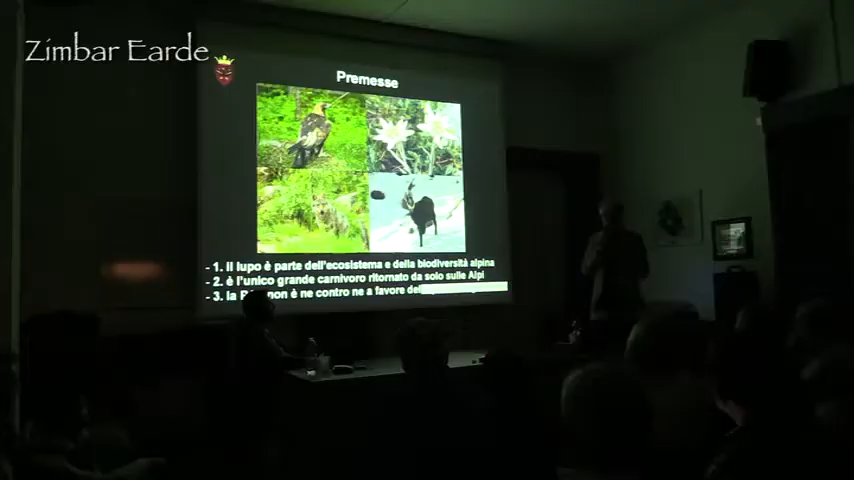 Zimbar Earde
Premesse
- 1. il lupo è parte dell'ecosistema e della biodiversità alpina
- 2. è l'unico grande carnivoro ritornato da solo sulle Alpi
- 3. la non è ne contro ne a favore del